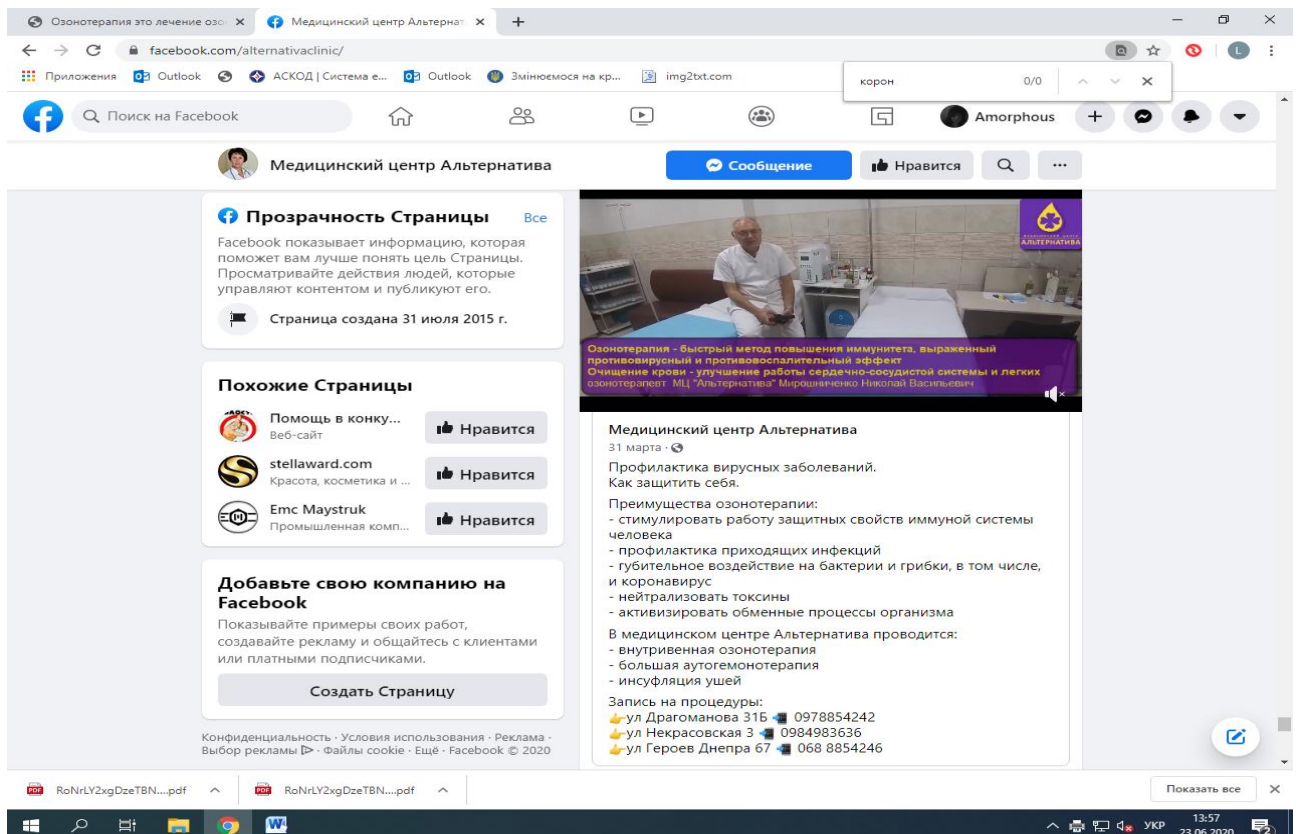 Озонотерапия это лечение озо
Медицинский центр Альтернат
facebook.com/alternativaclinic/
Приложения
Outlook
АСКОД | Система е...
Outlook
Змінюємося на кр...
img2txt.com
корон
0/0
Поиск на Facebook
Amorphous
L
Медицинский центр Альтернатива
Сообщение
Нравится
Прозрачность Страницы
Все
Facebook показывает информацию, которая
поможет вам лучше понять цель Страницы.
Просматривайте действия людей, которые
управляют контентом и публикуют его.
Страница создана 31 июля 2015 г.
Похожие Страницы
Помощь в конку...
Веб-сайт
Нравится
stellaward.com
Красота, косметика и ...
Нравится
Emc Maystruk
Промышленная комп...
Нравится
Добавьте свою компанию на
Facebook
Показывайте примеры своих работ,
создавайте рекламу и общайтесь с клиентами
или платными подписчиками.
Создать Страницу
Конфиденциальность · Условия использования · Реклама ·
Выбор рекламы · Файлы cookie · Ещё · Facebook © 2020
АЛЬТЕРНАТИВА
Озонотерапия - быстрый метод повышения иммунитета, выраженный
противовирусный и противовоспалительный эффект
Очищение крови - улучшение работы сердечно-сосудистой системы и легких
озонотерапевт МЦ "Альтернатива" Мирошниченко Николай Васильевич
Медицинский центр Альтернатива
31 марта ·
Профилактика вирусных заболеваний.
Как защитить себя.
Преимущества озонотерапии:
- стимулировать работу защитных свойств иммуной системы
человека
- профилактика приходящих инфекций
- губительное воздействие на бактерии и грибки, в том числе,
и коронавирус
- нейтрализовать токсины
- активизировать обменные процессы организма
В медицинском центре Альтернатива проводится:
- внутривенная озонотерапия
- большая аутогемонотерапия
- инсуфляция ушей
Запись на процедуры:
👉ул Драгоманова 31Б 📲 0978854242
👉ул Некрасовская 3 📲 0984983636
👉ул Героев Днепра 67 📲 068 8854246
RoNrLY2xgDzeTBN....pdf
RoNrLY2xgDzeTBN....pdf
Показать все
УКР
13:57
23.06.2020